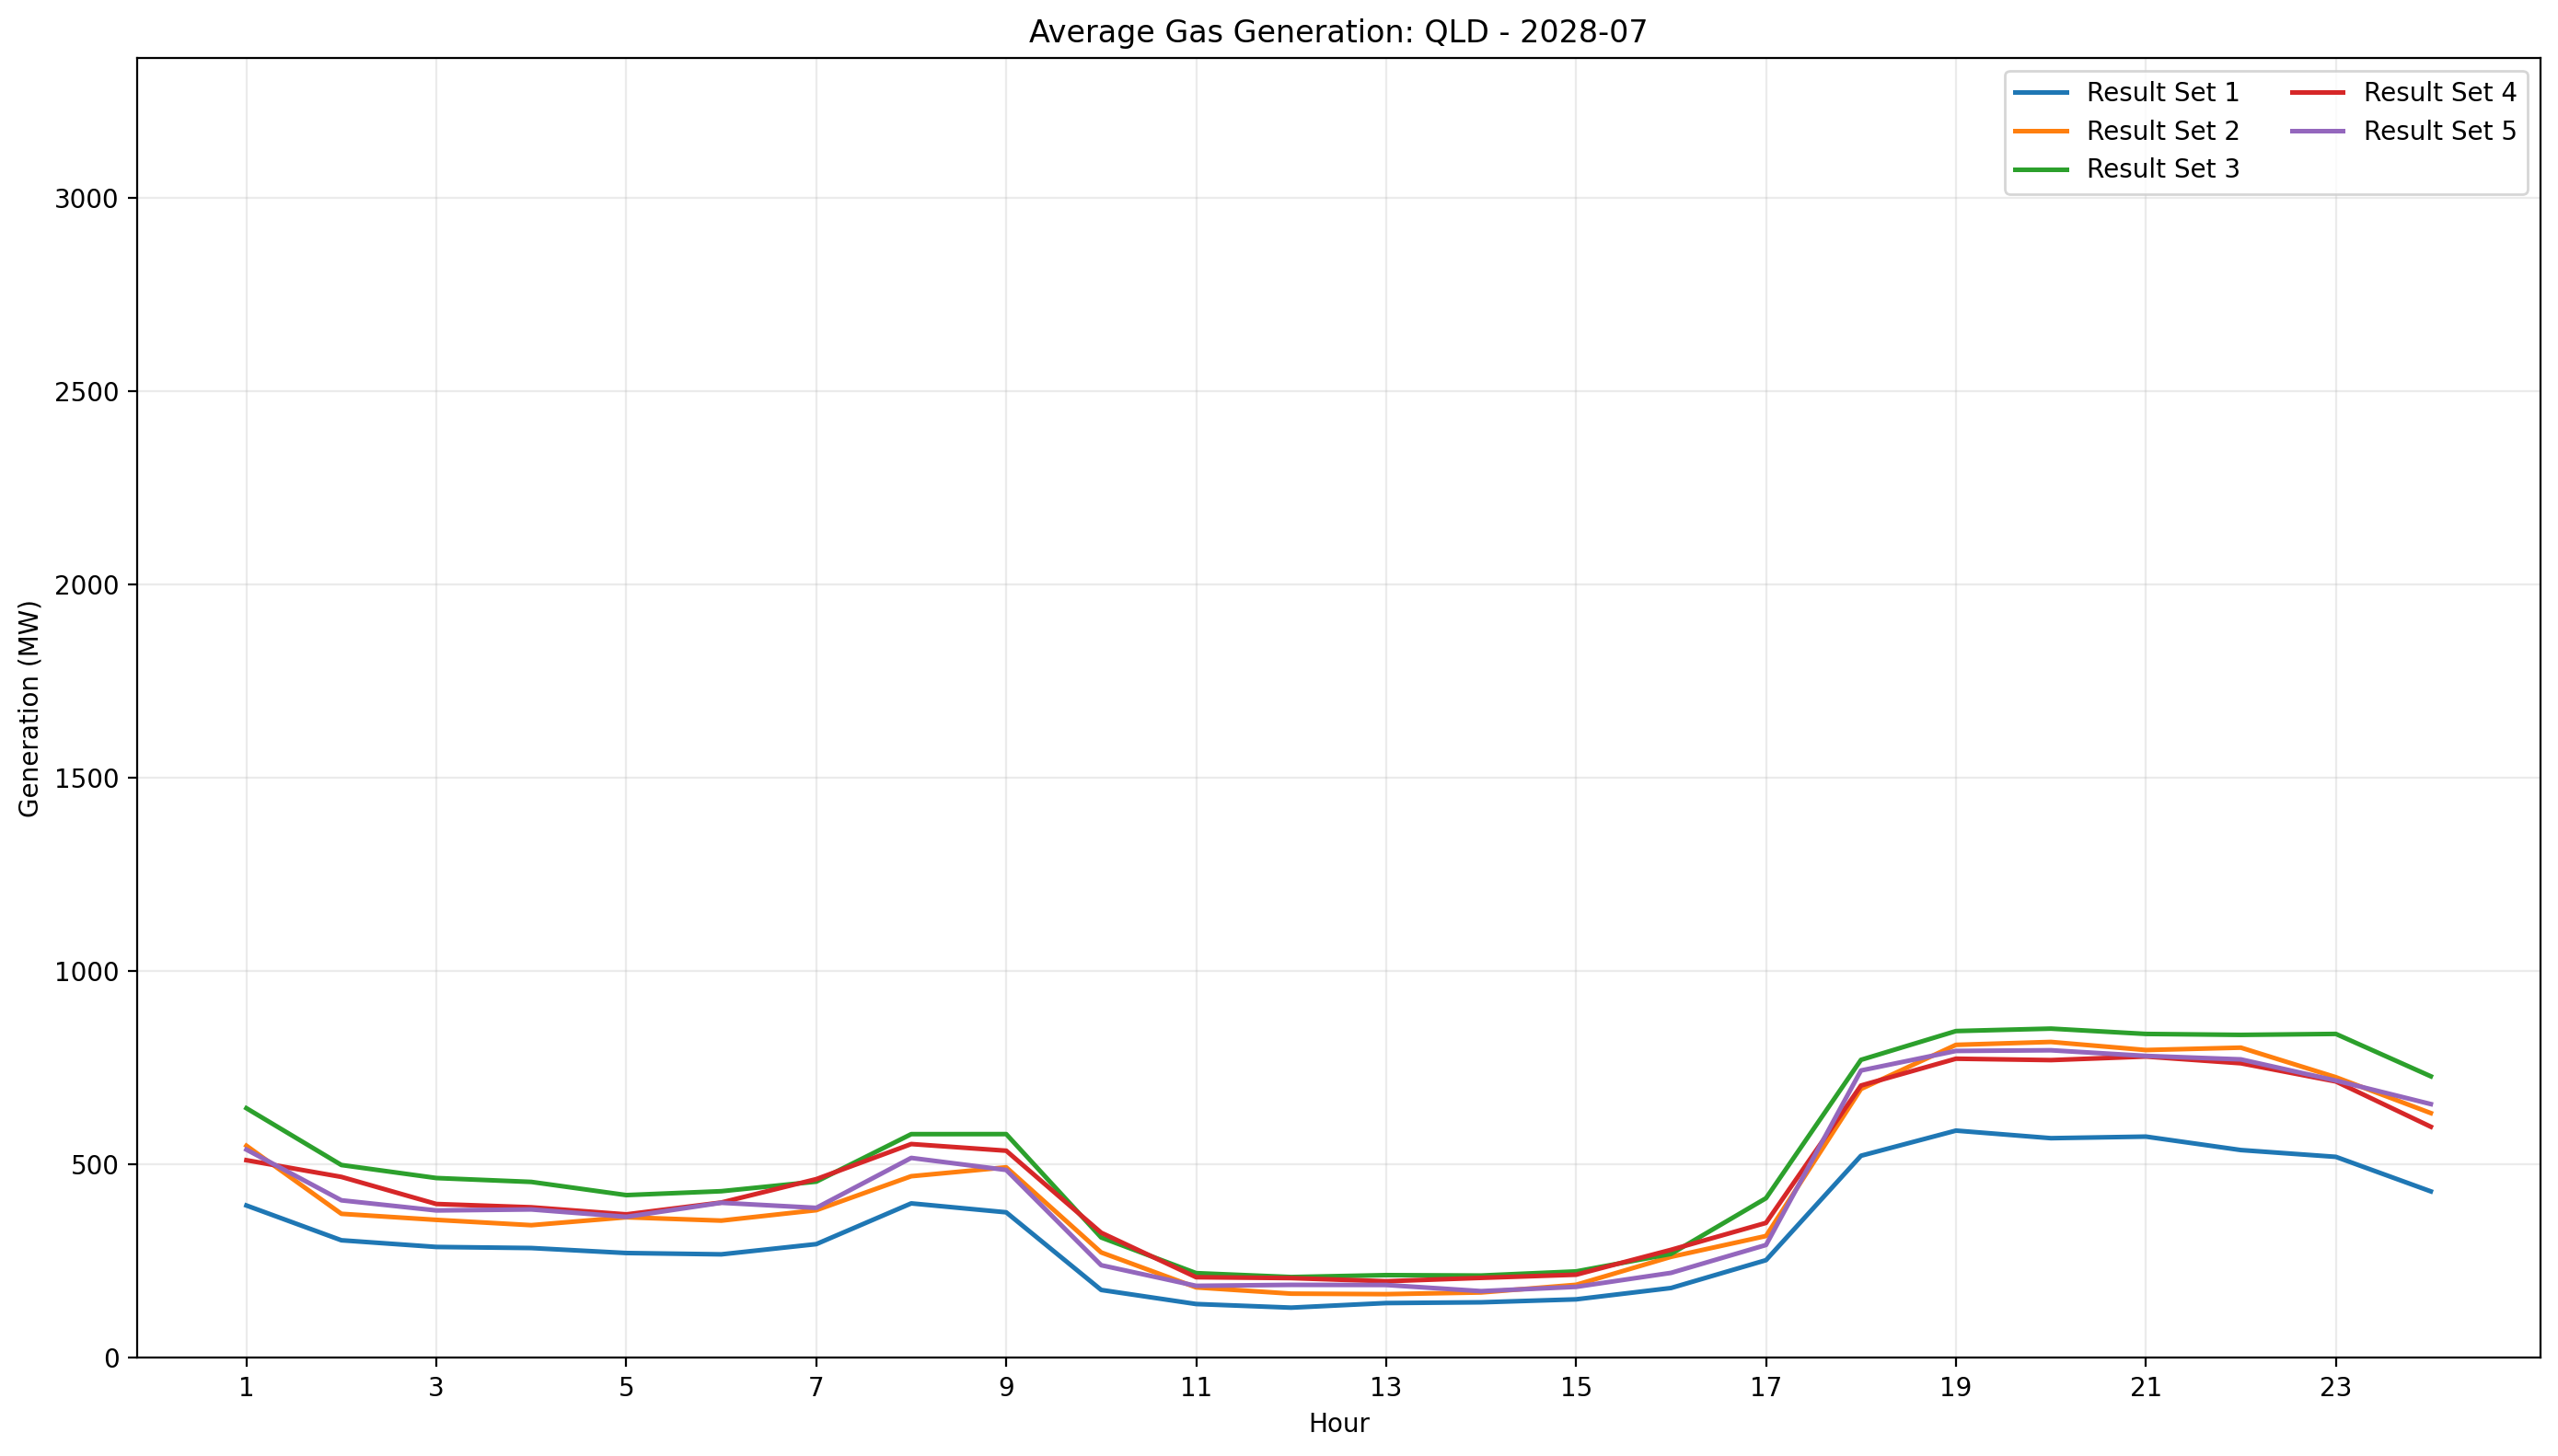 Average Gas Generation: QLD - 2028-07
Result Set 1
Result Set 2
Result Set 3
Result Set 4
Result Set 5
Generation (MW)
3000
2500
2000
1500
1000
500
0
1 3 5 7 9 11 13 15 17 19 21 23
Hour